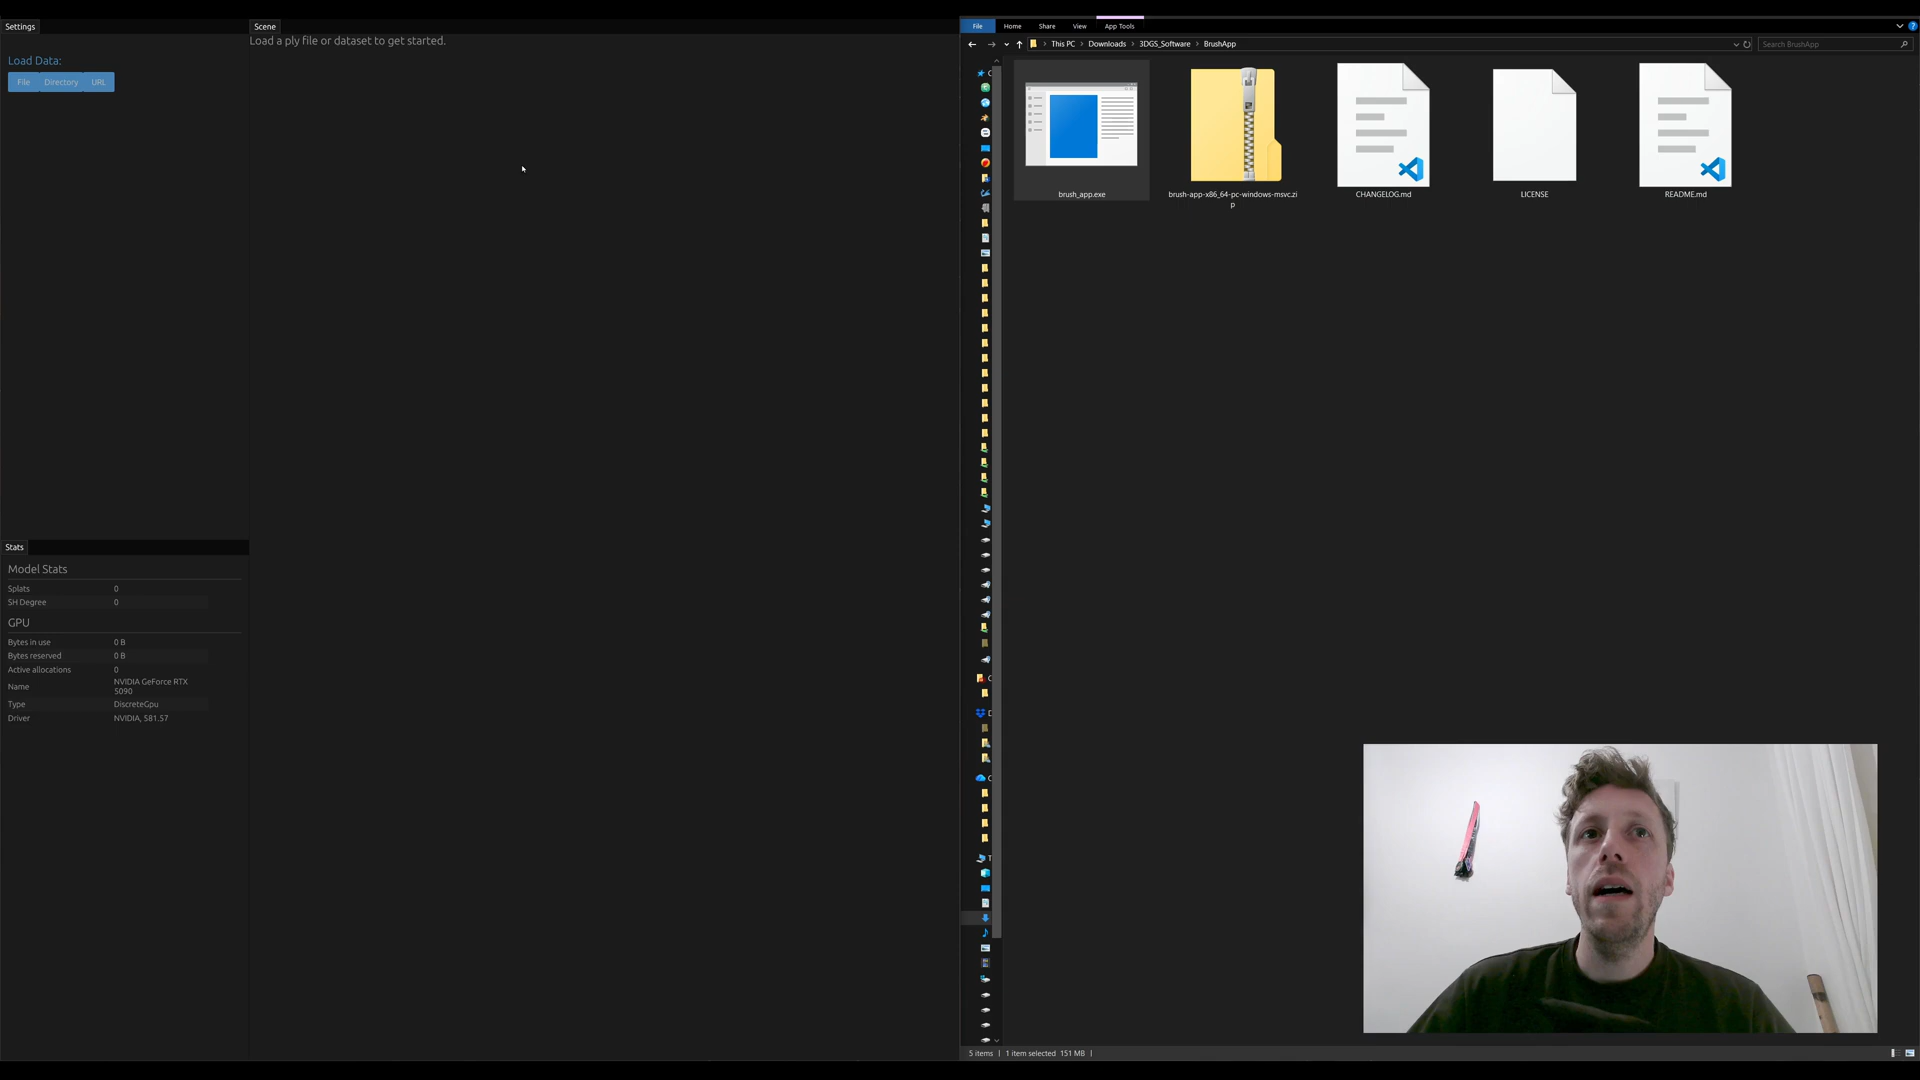 Settings
Load Data:
File Directory URL
Scene
Load a ply file or dataset to get started.
Stats
Model Stats
Splats 0
SH Degree 0
GPU
Bytes in use 0 B
Bytes reserved 0 B
Active allocations 0
Name NVIDIA GeForce RTX
5090
Type DiscreteGpu
Driver NVIDIA, 581.57
File Home Share View App Tools
This PC > Downloads > 3DGS_Software > BrushApp
Search BrushApp
brush_app.exe
brush-app-x86_64-pc-windows-msvc.zi
p
CHANGELOG.md
LICENSE
README.md
5 items 1 item selected 151 MB